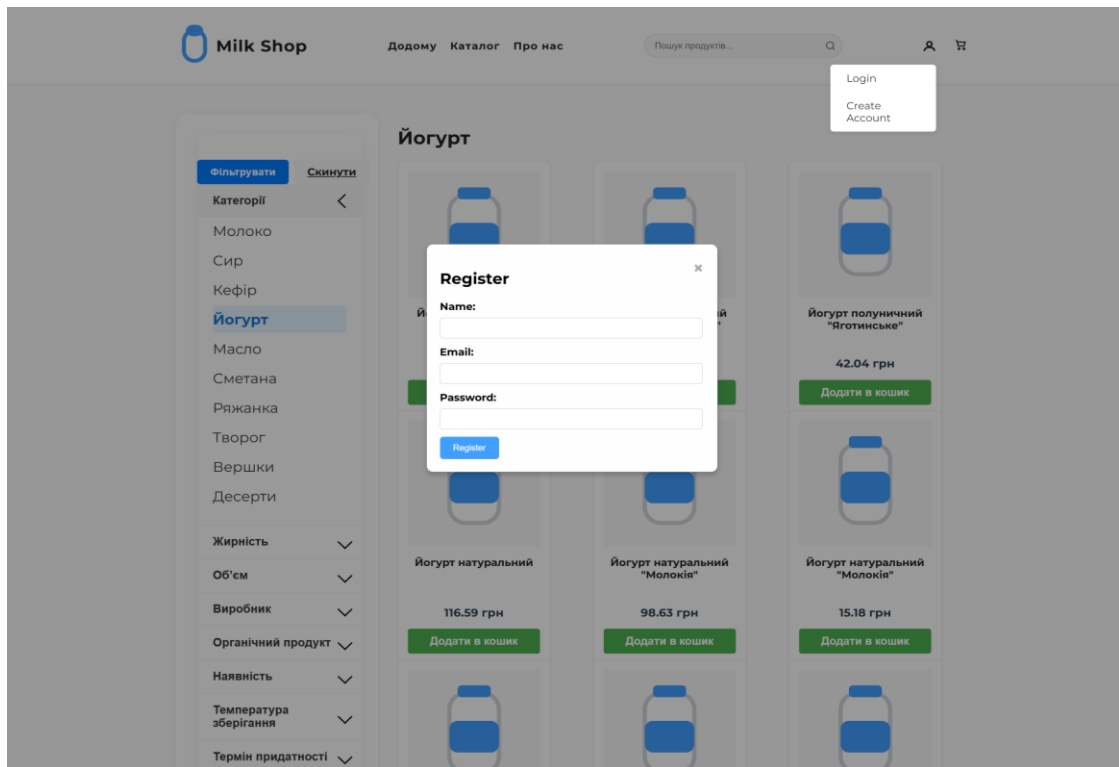 Milk Shop
Додому Каталог Про нас
Пошук продуктів...
Login
Create
Account
Йогурт
Фільтрувати Скинути
Категорії
Молоко
Сир
Кефір
Йогурт
Масло
Сметана
Ряжанка
Творог
Вершки
Десерти
Жирність
Об'єм
Виробник
Органічний продукт
Наявність
Температура
зберігання
Термін придатності
Register
×
Name:
Email:
Password:
Register
Йогурт полуничний
"Яготинське"
42.04 грн
Додати в кошик
Йогурт натуральний
116.59 грн
Додати в кошик
Йогурт натуральний
"Молокія"
98.63 грн
Додати в кошик
Йогурт натуральний
"Молокія"
15.18 грн
Додати в кошик